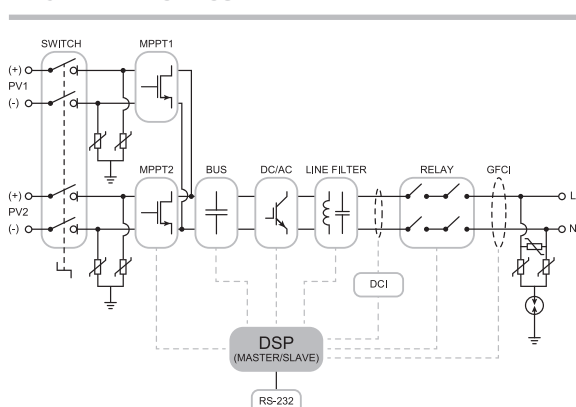 SWITCH
MPPT1
(+)
PV1
(-)
MPPT2
BUS
DC/AC
LINE FILTER
RELAY
GFCI
(+)
PV2
(-)
L
N
DCI
DSP
(MASTER/SLAVE)
RS-232